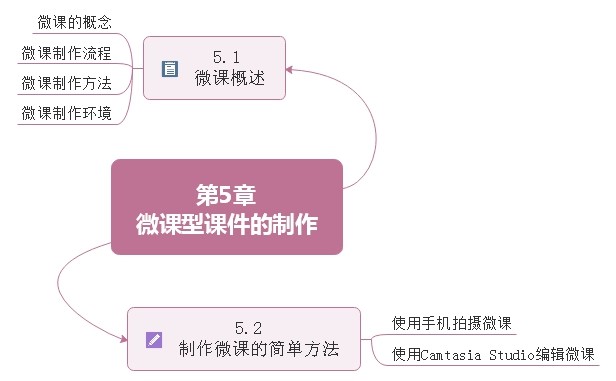 微课的概念
微课制作流程
微课制作方法
微课制作环境
5.1
微课概述
第5章
微课型课件的制作
5.2
制作微课的简单方法
使用手机拍摄微课
使用Camtasia Studio编辑微课